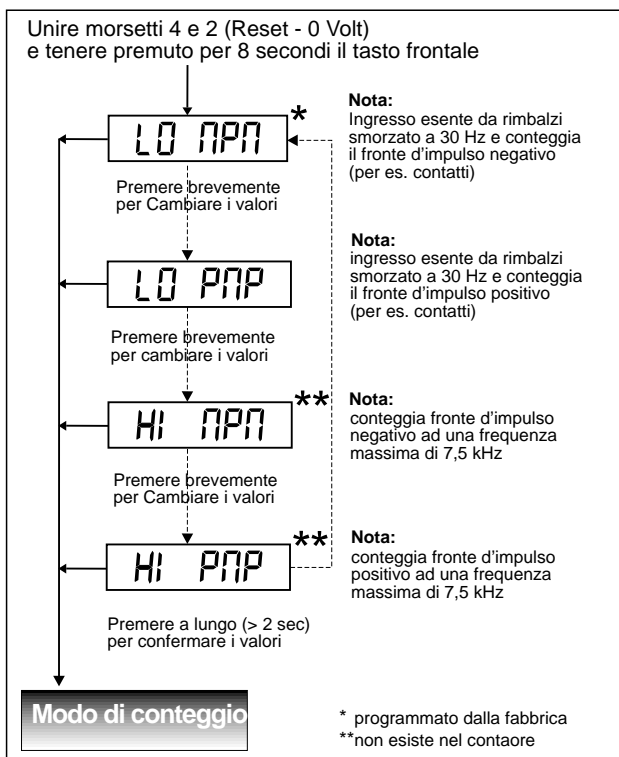 Unire morsetti 4 e 2 (Reset - 0 Volt)
e tenere premuto per 8 secondi il tasto frontale
LO NPN
*
Nota:
Ingresso esente da rimbalzi
smorzato a 30 Hz e conteggia
il fronte d'impulso negativo
(per es. contatti)
Premere brevemente
per Cambiare i valori
LO PNP
Nota:
ingresso esente da rimbalzi
smorzato a 30 Hz e conteggia
il fronte d'impulso positivo
(per es. contatti)
Premere brevemente
per cambiare i valori
HI NPN
**
Nota:
conteggia fronte d'impulso
negativo ad una frequenza
massima di 7,5 kHz
Premere brevemente
per Cambiare i valori
HI PNP
**
Nota:
conteggia fronte d'impulso
positivo ad una frequenza
massima di 7,5 kHz
Premere a lungo (> 2 sec)
per confermare i valori
Modo di conteggio
* programmato dalla fabbrica
**non esiste nel contaore